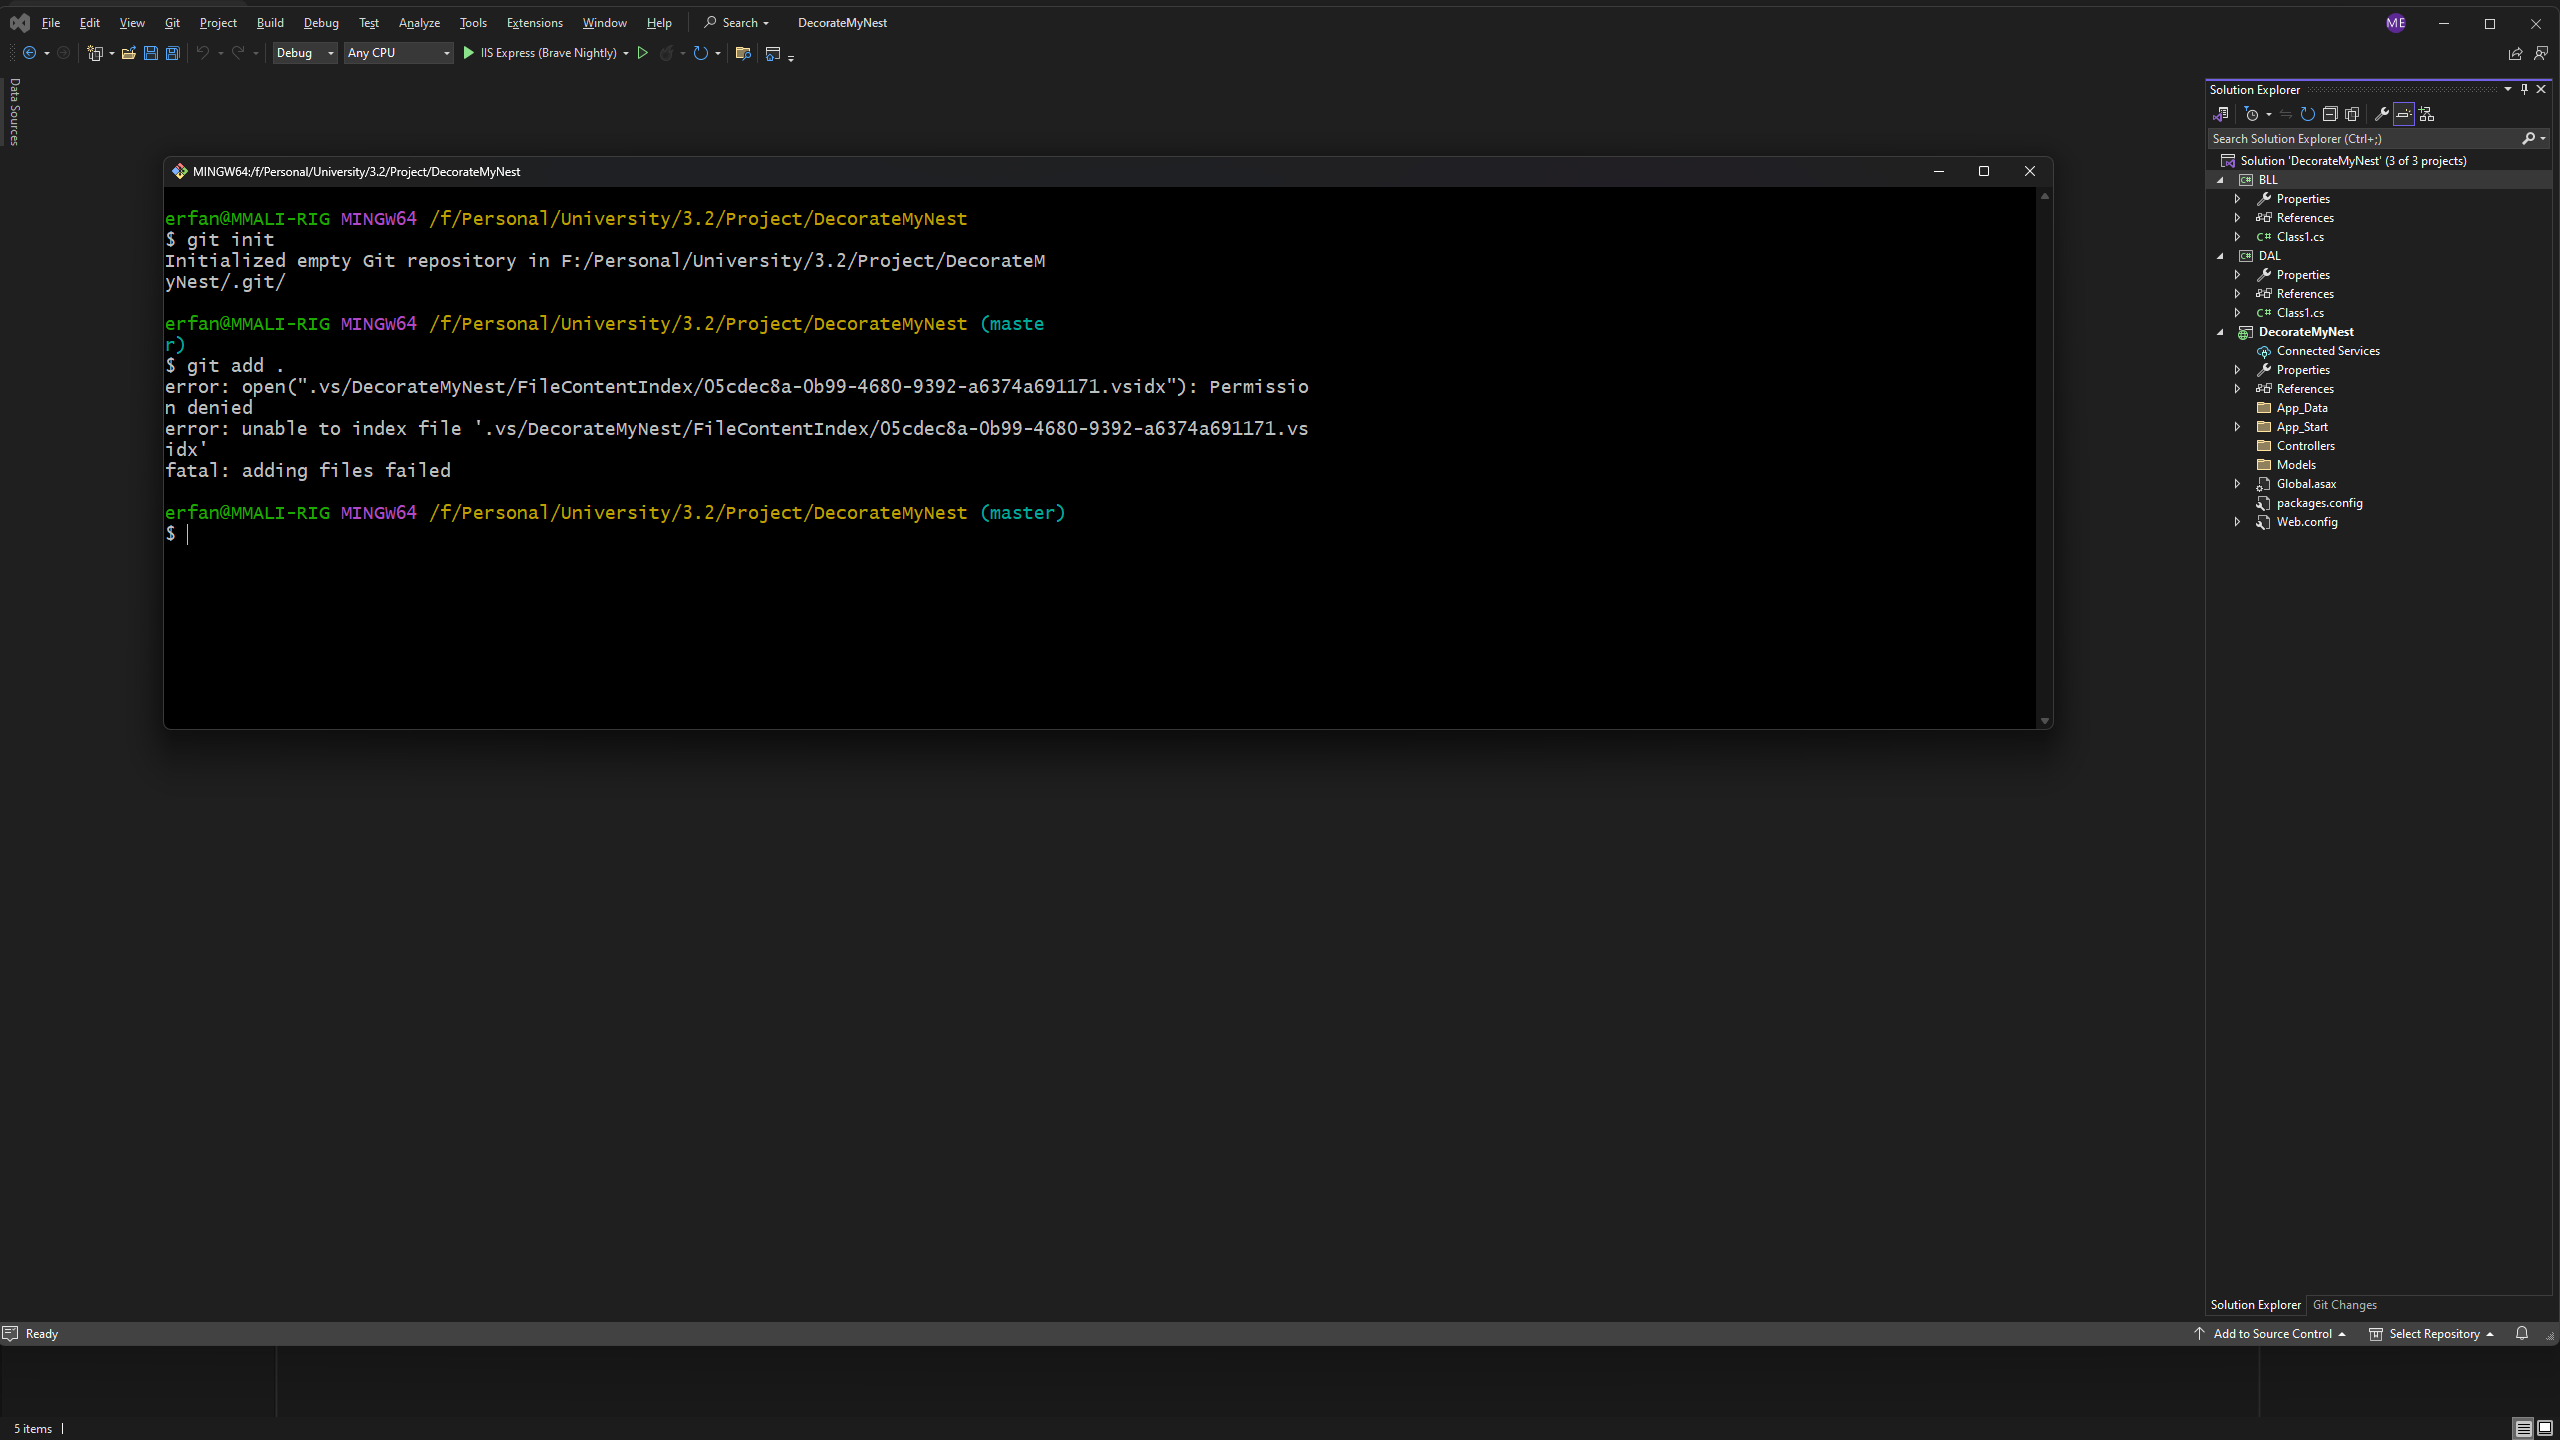 File Edit View Git Project Build Debug Test Analyze Tools Extensions Window Help Search DecorateMyNest ME
Debug Any CPU IIS Express (Brave Nightly)
Data Sources
Solution Explorer
Search Solution Explorer (Ctrl+;)
Solution 'DecorateMyNest' (3 of 3 projects)
BLL
Properties
References
C# Class1.cs
DAL
Properties
References
C# Class1.cs
DecorateMyNest
Connected Services
Properties
References
App_Data
App_Start
Controllers
Models
Global.asax
packages.config
Web.config
MINGW64:/f/Personal/University/3.2/Project/DecorateMyNest
erfan@MMALI-RIG MINGW64 /f/Personal/University/3.2/Project/DecorateMyNest
$ git init
Initialized empty Git repository in F:/Personal/University/3.2/Project/DecorateM
yNest/.git/
erfan@MMALI-RIG MINGW64 /f/Personal/University/3.2/Project/DecorateMyNest (maste
r)
$ git add .
error: open(".vs/DecorateMyNest/FileContentIndex/05cdec8a-0b99-4680-9392-a6374a691171.vsidx"): Permissio
n denied
error: unable to index file '.vs/DecorateMyNest/FileContentIndex/05cdec8a-0b99-4680-9392-a6374a691171.vs
idx'
fatal: adding files failed
erfan@MMALI-RIG MINGW64 /f/Personal/University/3.2/Project/DecorateMyNest (master)
$
Solution Explorer Git Changes
Ready Add to Source Control Select Repository
5 items